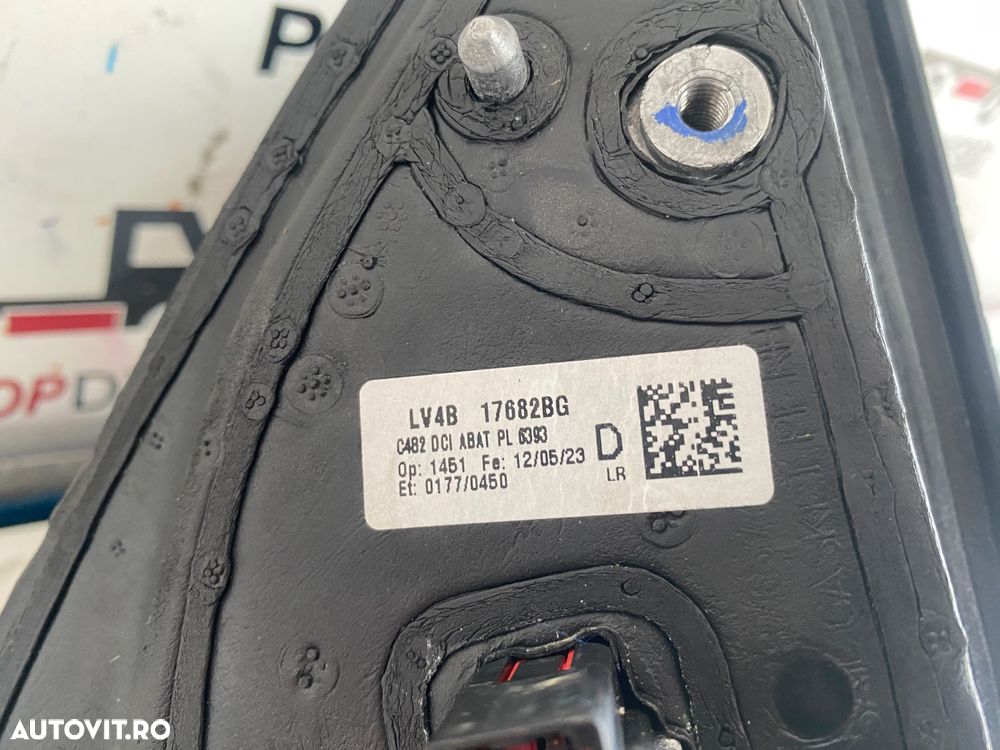 P
OPD
LV4B 17682BG
C482 DCI ABAT PL 6393
Op: 1451 Fe: 12/05/23
Et: 0177/0450
D
LR
AUTOVIT.RO